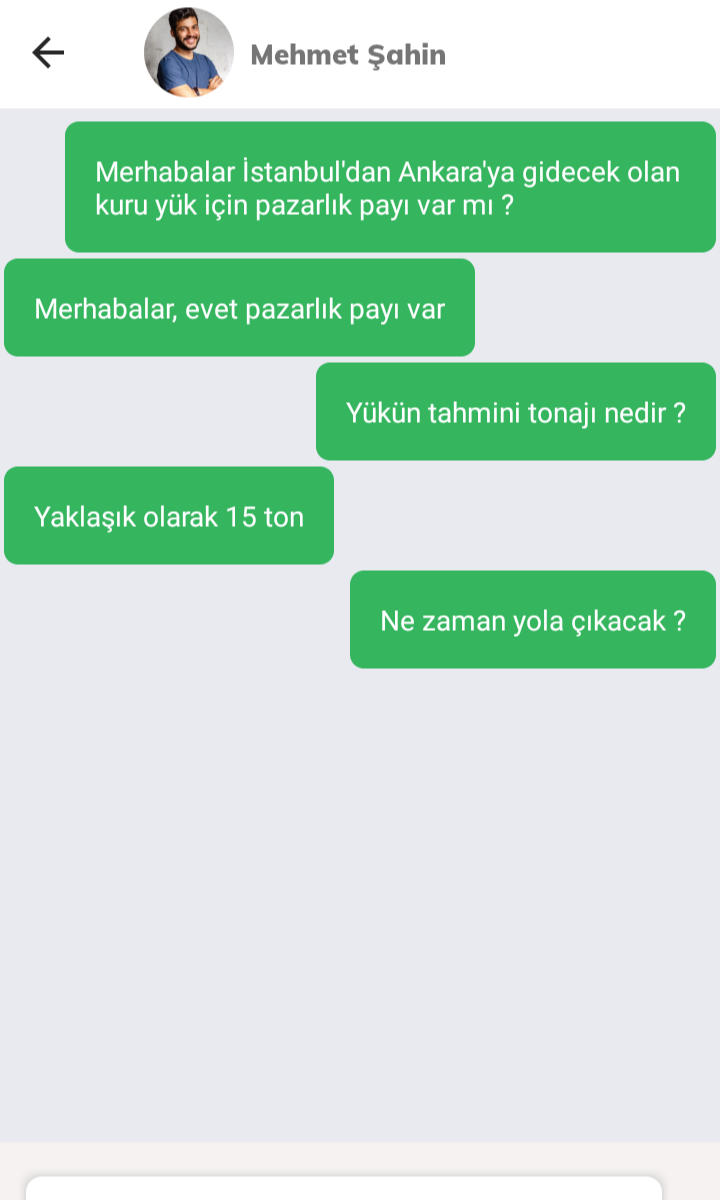 Mehmet Şahin
Merhabalar İstanbul'dan Ankara'ya gidecek olan
kuru yük için pazarlık payı var mı ?
Merhabalar, evet pazarlık payı var
Yükün tahmini tonajı nedir ?
Yaklaşık olarak 15 ton
Ne zaman yola çıkacak ?